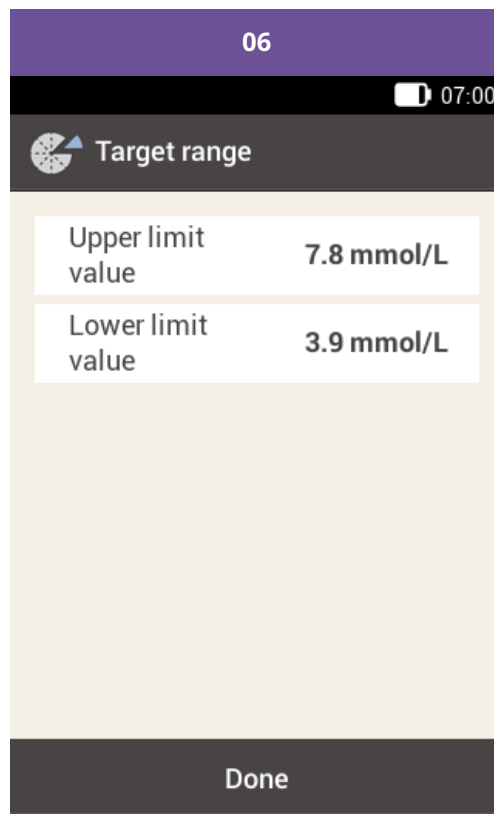 06
07:00
Target range
Upper limit
value
7.8 mmol/L
Lower limit
value
3.9 mmol/L
Done